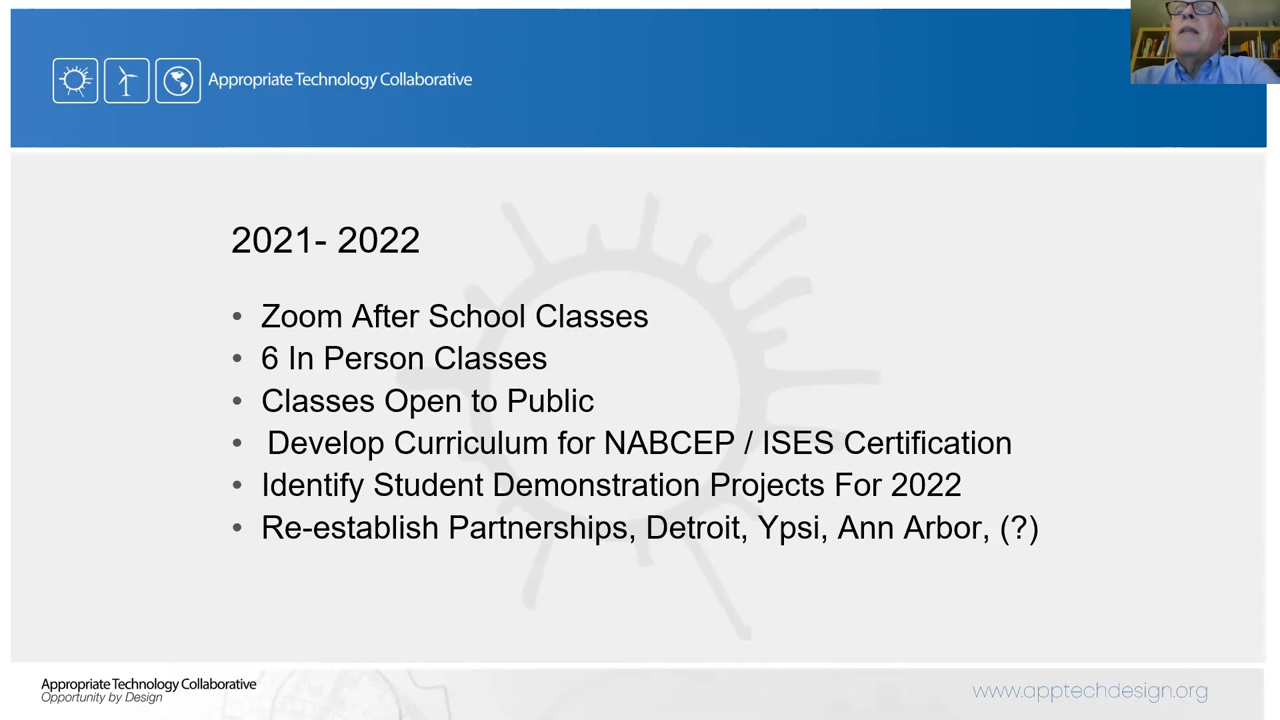 Appropriate Technology Collaborative
2021- 2022
• Zoom After School Classes
• 6 In Person Classes
• Classes Open to Public
• Develop Curriculum for NABCEP / ISES Certification
• Identify Student Demonstration Projects For 2022
• Re-establish Partnerships, Detroit, Ypsi, Ann Arbor, (?)
Appropriate Technology Collaborative
Opportunity by Design
www.apptechdesign.org